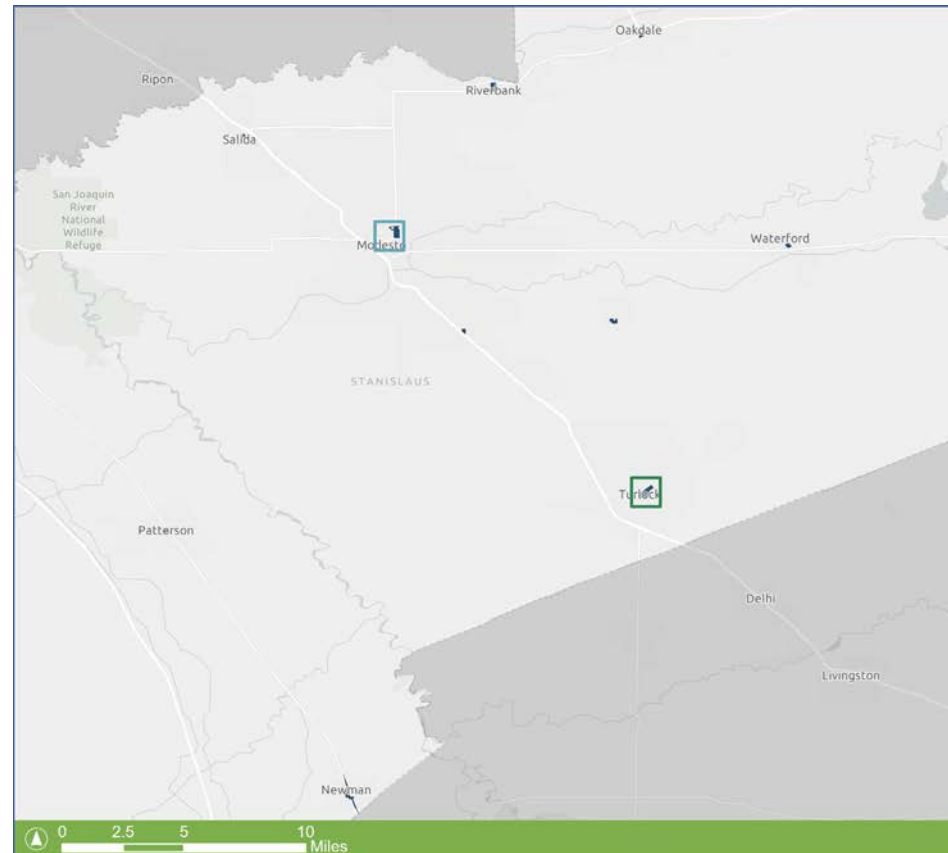 Oakdale
Ripon
Riverbank
Salida
San Joaquin
River
National
Wildlife
Refuge
Modesto
Waterford
STANISLAUS
Turlock
Patterson
Delhi
Livingston
Newman
0 2.5 5 10
Miles